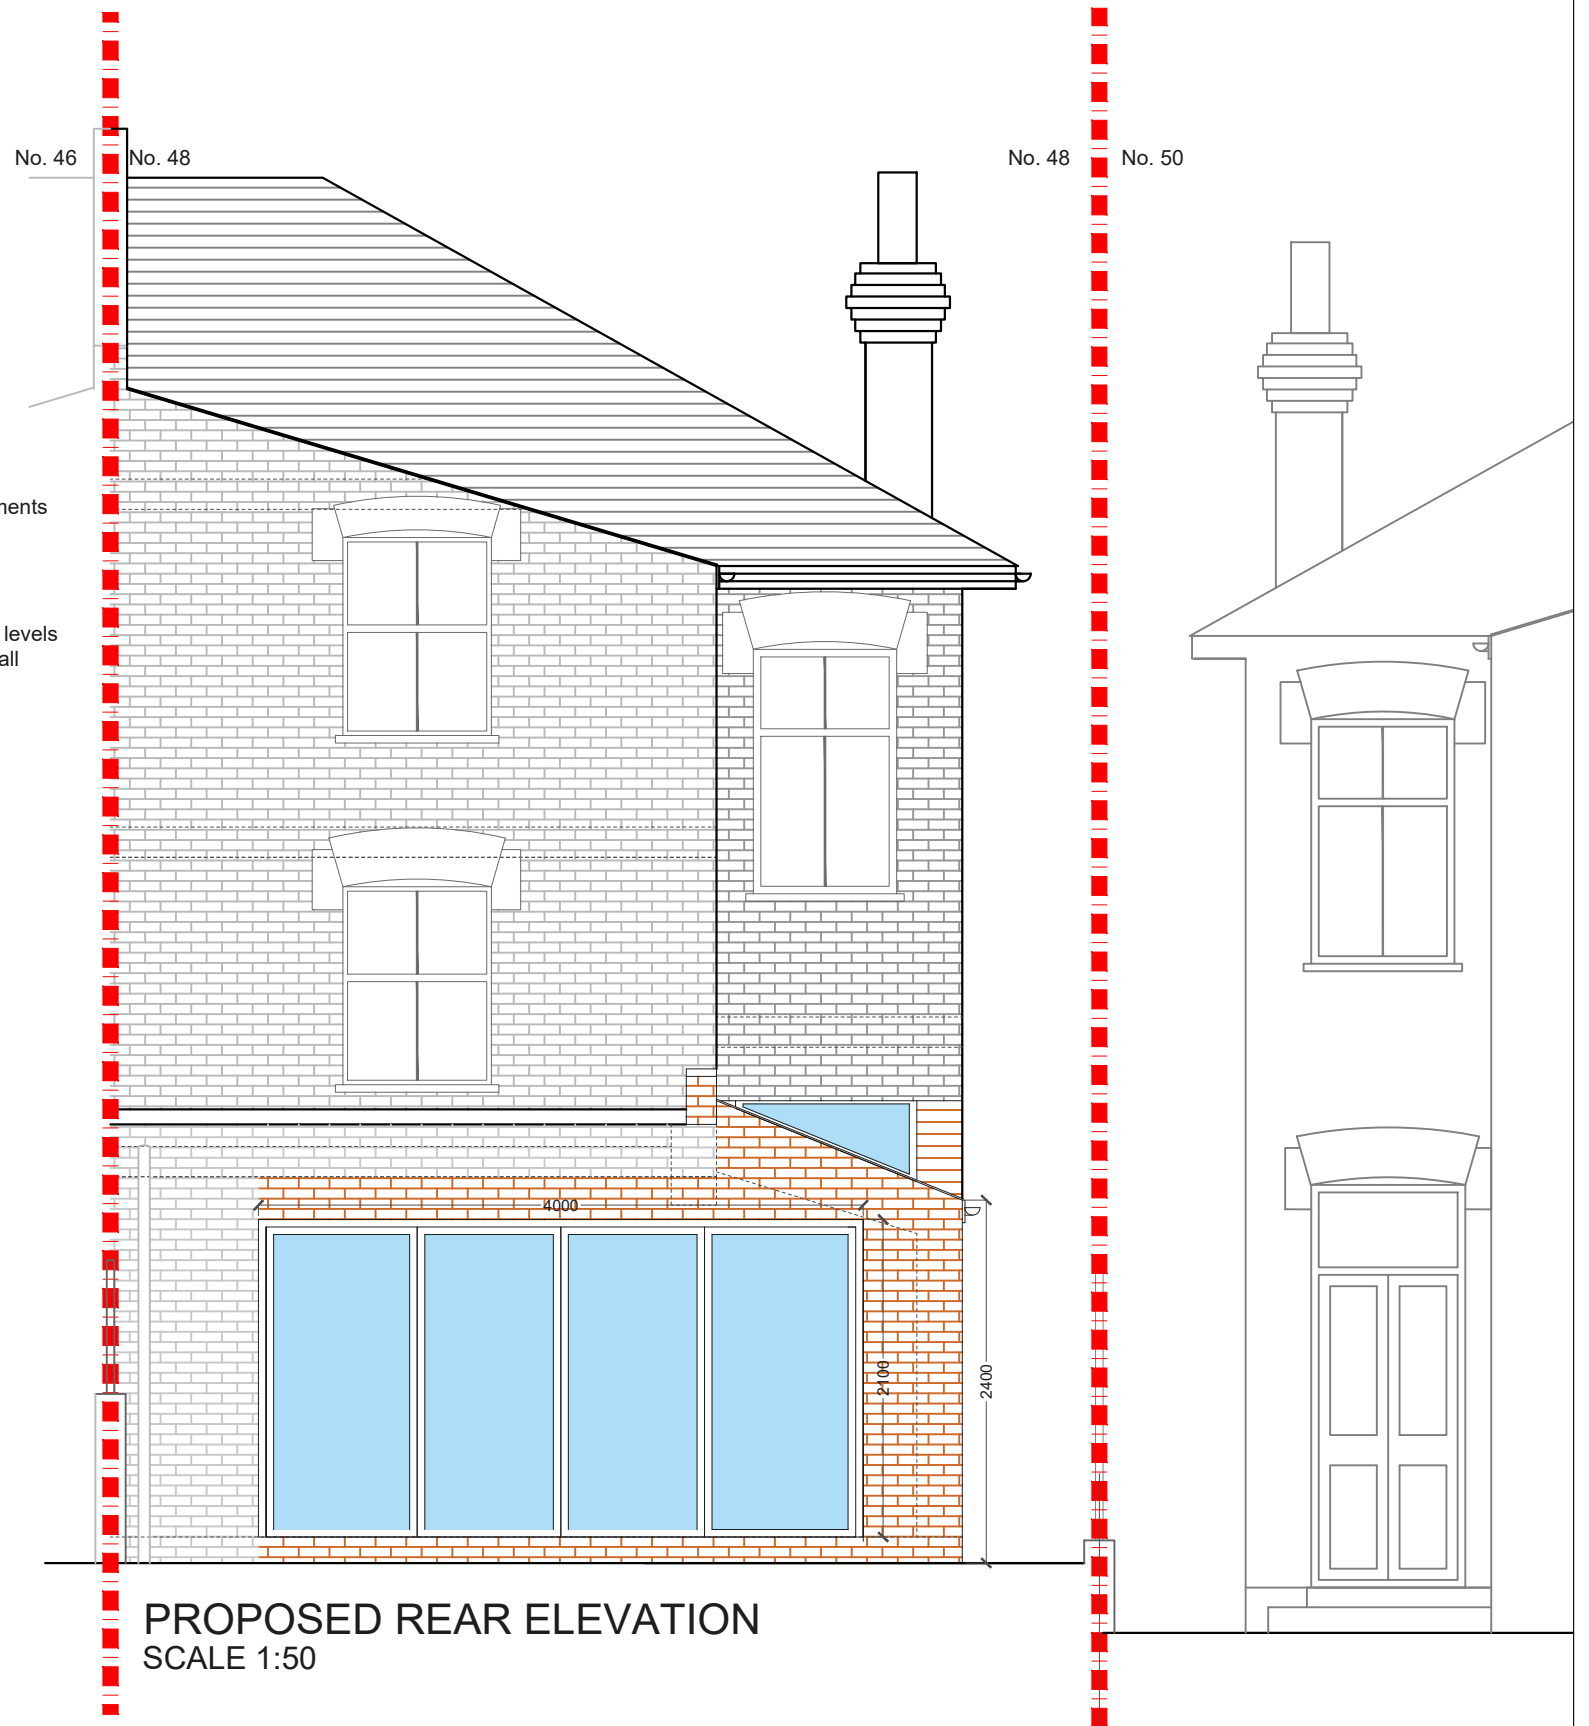 No. 46
No. 48
No. 48
No. 50
levels
4000
2100
2400
PROPOSED REAR ELEVATION
SCALE 1:50